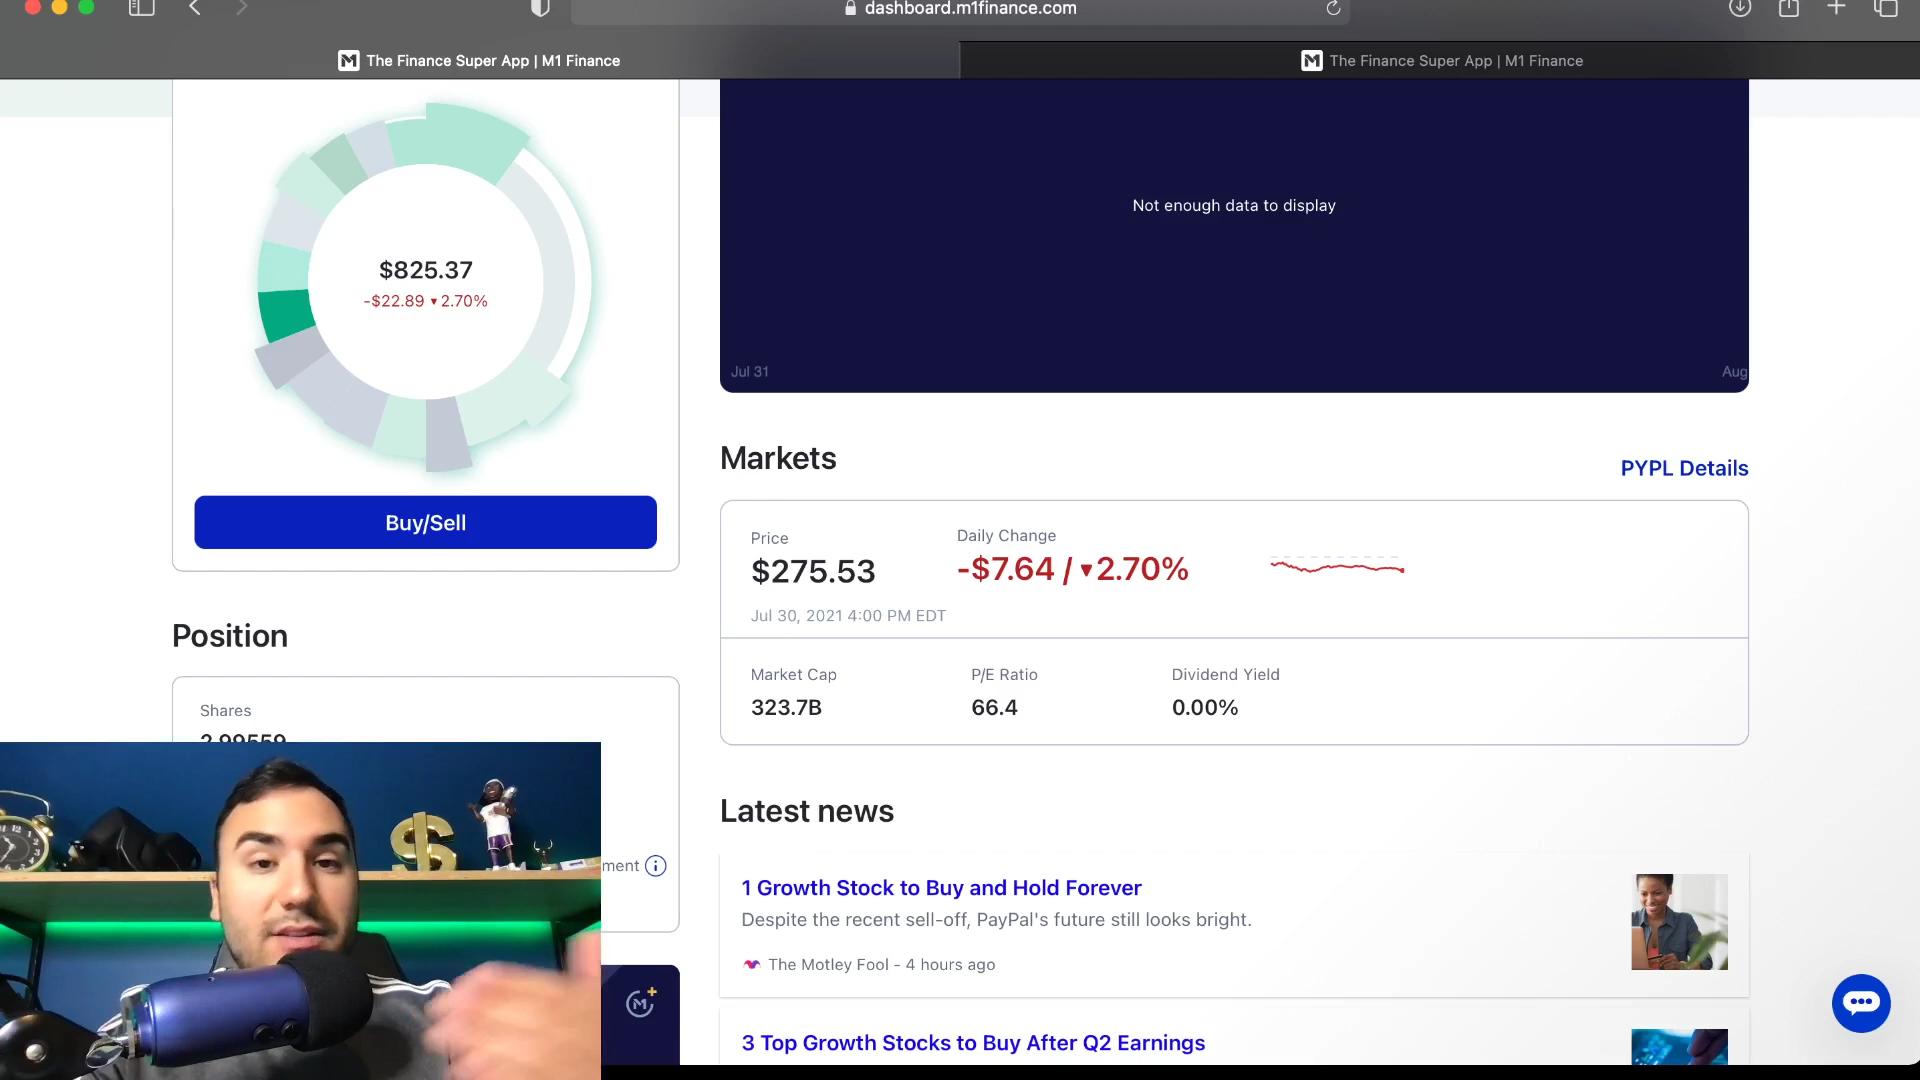 dashboard.m1finance.com
The Finance Super App | M1 Finance
The Finance Super App | M1 Finance
$825.37
-$22.89 ▾ 2.70%
Buy/Sell
Position
Shares
2.99559
ment
Not enough data to display
Jul 31
Aug
Markets
PYPL Details
Price
$275.53
Jul 30, 2021 4:00 PM EDT
Daily Change
-$7.64 / ▾2.70%
Market Cap
323.7B
P/E Ratio
66.4
Dividend Yield
0.00%
Latest news
1 Growth Stock to Buy and Hold Forever
Despite the recent sell-off, PayPal's future still looks bright.
The Motley Fool - 4 hours ago
3 Top Growth Stocks to Buy After Q2 Earnings